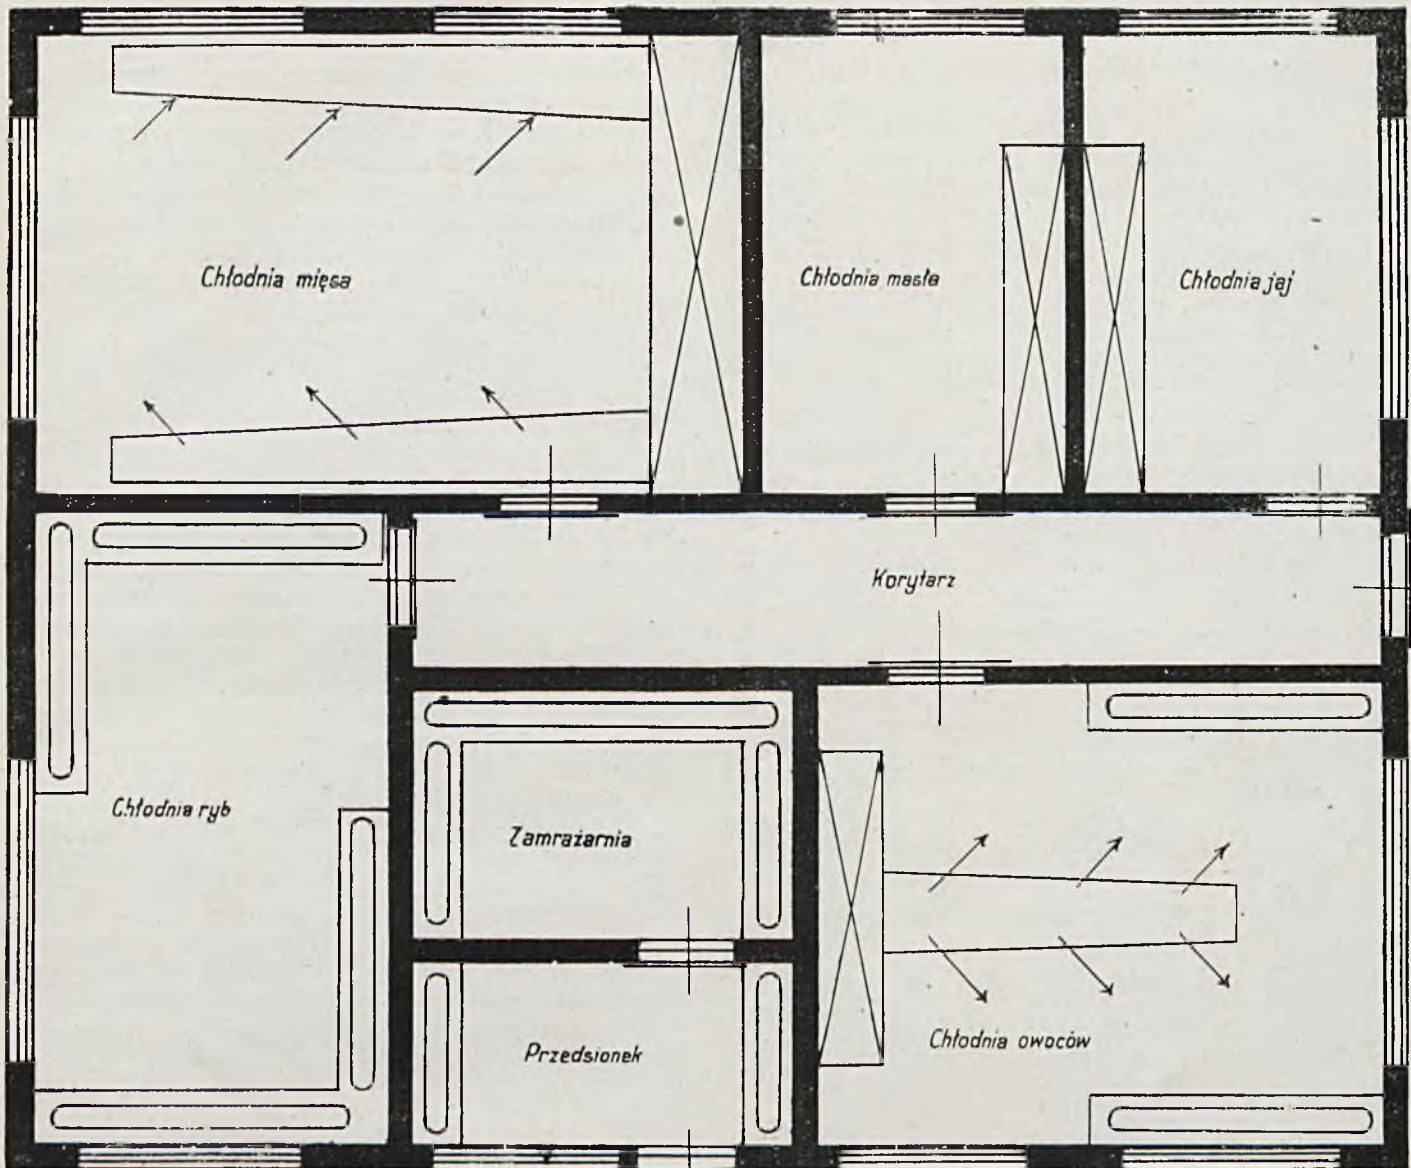 Chłodnia mięsa
Chłodnia masła
Chłodnia jaj
Korytarz
Chłodnia ryb
Zamrażarnia
Przedsionek
Chłodnia owoców